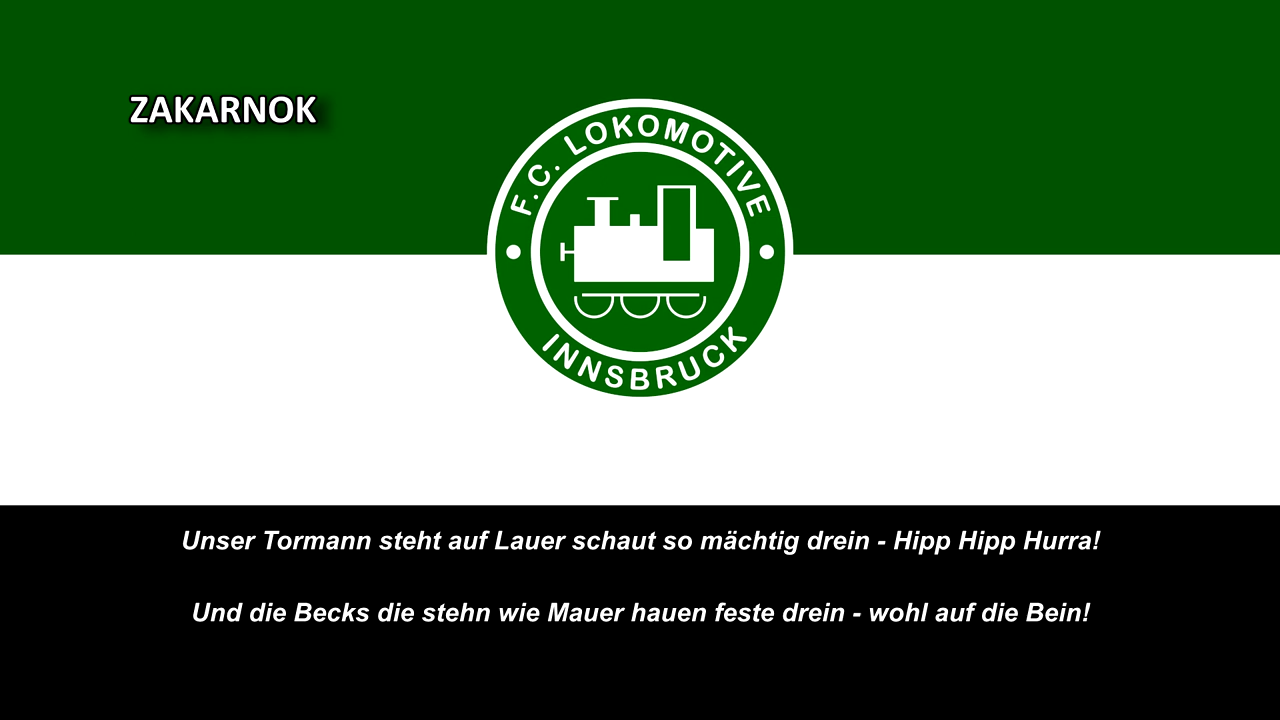 ZAKARNOK
F.C. LOKOMOTIVE
INNSBRUCK
Unser Tormann steht auf Lauer schaut so mächtig drein - Hipp Hipp Hurra!
Und die Becks die stehn wie Mauer hauen feste drein - wohl auf die Bein!